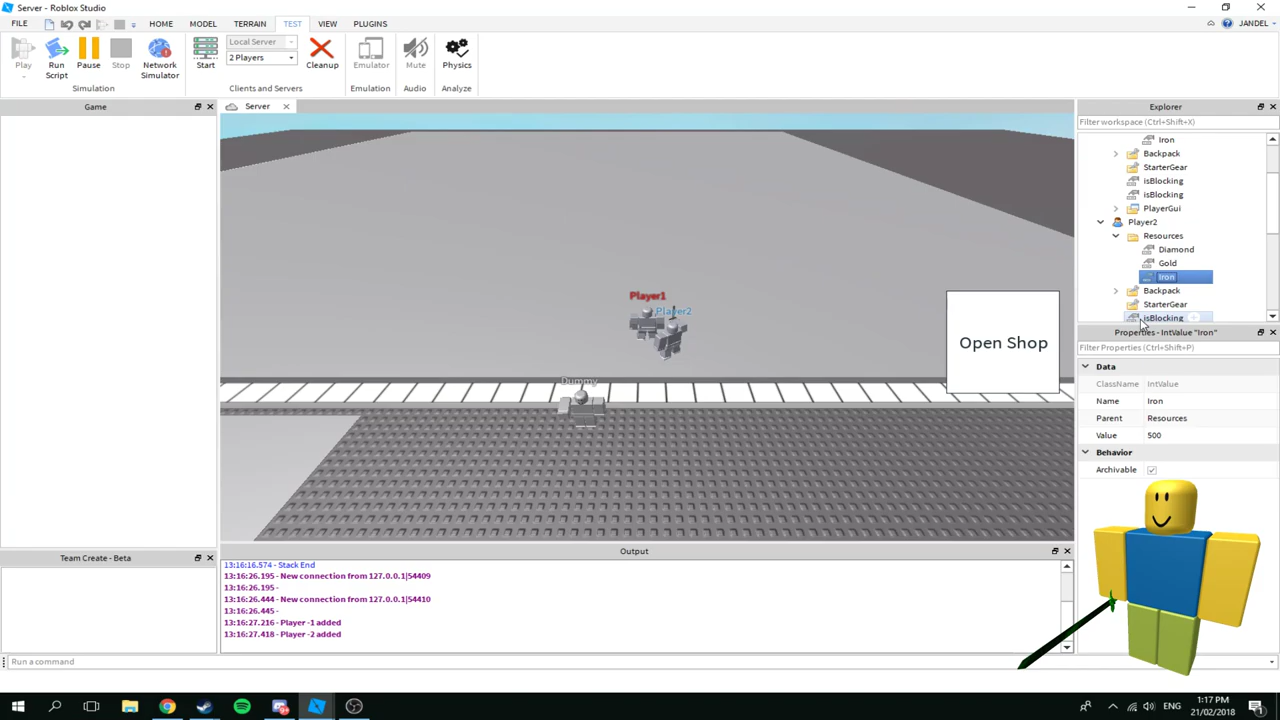 Server - Roblox Studio
FILE HOME MODEL TERRAIN TEST VIEW PLUGINS JANDEL
Play Run Script Pause Stop Network Simulator
Simulation
Start Local Server 2 Players Cleanup
Clients and Servers
Emulator
Emulation
Mute
Audio
Physics
Analyze
Game
Team Create - Beta
Server
Player1
Player2
Dummy
Open Shop
Output
13:16:16.574 - Stack End
13:16:26.195 - New connection from 127.0.0.1|54409
13:16:26.195 -
13:16:26.444 - New connection from 127.0.0.1|54410
13:16:26.445 -
13:16:27.216 - Player -1 added
13:16:27.418 - Player -2 added
Run a command
Explorer
Filter workspace (Ctrl+Shift+X)
Iron
Backpack
StarterGear
isBlocking
isBlocking
PlayerGui
Player2
Resources
Diamond
Gold
Iron
Backpack
StarterGear
isBlocking
Properties - IntValue "Iron"
Filter Properties (Ctrl+Shift+P)
Data
ClassName IntValue
Name Iron
Parent Resources
Value 500
Behavior
Archivable
1:17 PM
21/02/2018
1